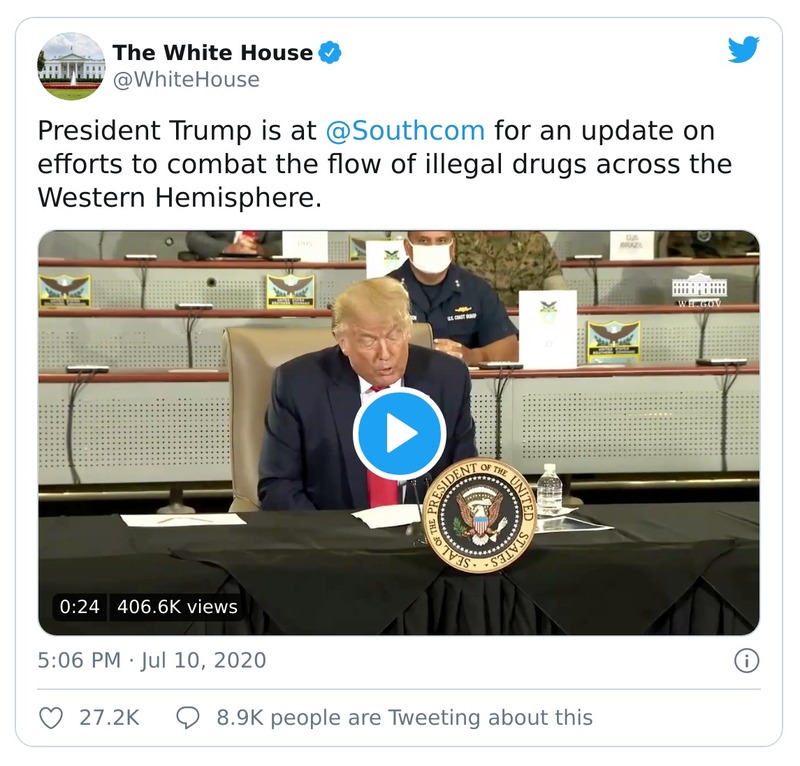 The White House
@WhiteHouse
President Trump is at @Southcom for an update on
efforts to combat the flow of illegal drugs across the
Western Hemisphere.
WH.GOV
U.S. COAST GUARD
SEAL OF THE PRESIDENT OF THE UNITED STATES
0:24
406.6K views
5:06 PM · Jul 10, 2020
27.2K
8.9K people are Tweeting about this